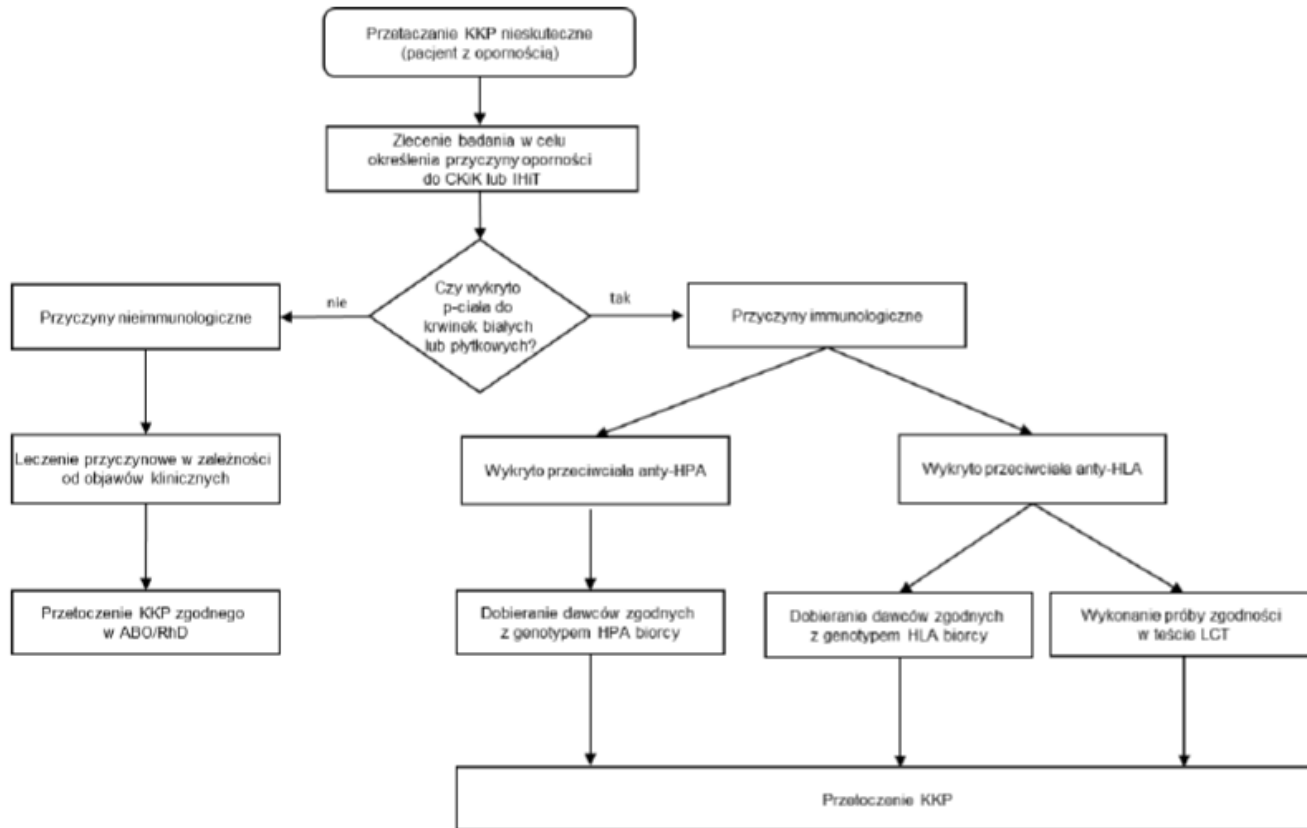 Przetaczanie KKP nieskuteczne
(pacjent z opornością)
Zlecenie badania w celu
określenia przyczyny oporności
do CKiK lub IHiT
Czy wykryto
p-ciała do
krwinek białych
lub płytkowych?
nie
tak
Przyczyny nieimmunologiczne
Przyczyny immunologiczne
Leczenie przyczynowe w zależności
od objawów klinicznych
Wykryto przeciwciała anty-HPA
Wykryto przeciwciała anty-HLA
Przetoczenie KKP zgodnego
w ABO/RhD
Dobieranie dawców zgodnych
z genotypem HPA biorcy
Dobieranie dawców zgodnych
z genotypem HLA biorcy
Wykonanie próby zgodności
w teście LCT
Przetoczenie KKP